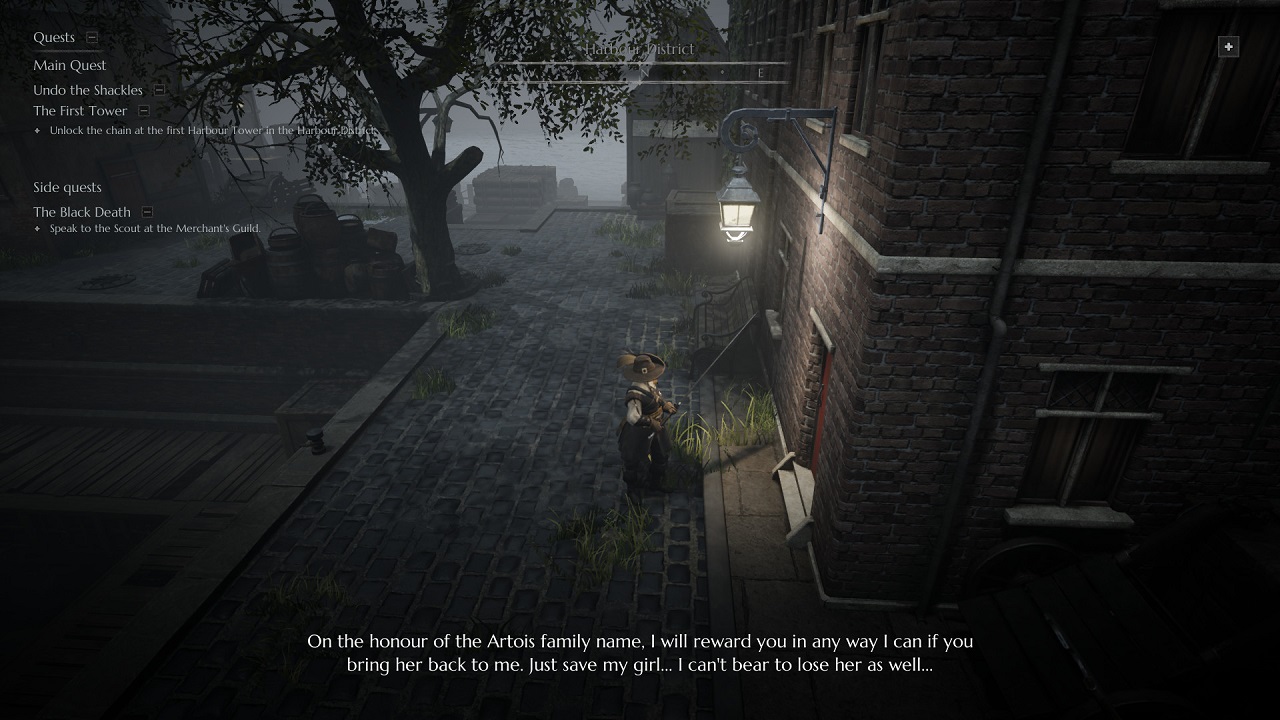 Quests
Main Quest
Undo the Shackles
The First Tower
Unlock the chain at the first Harbour Tower in the Harbour District.
Side quests
The Black Death
Speak to the Scout at the Merchant's Guild.
Harbour District
N
E
On the honour of the Artois family name, I will reward you in any way I can if you
bring her back to me. Just save my girl... I can't bear to lose her as well...